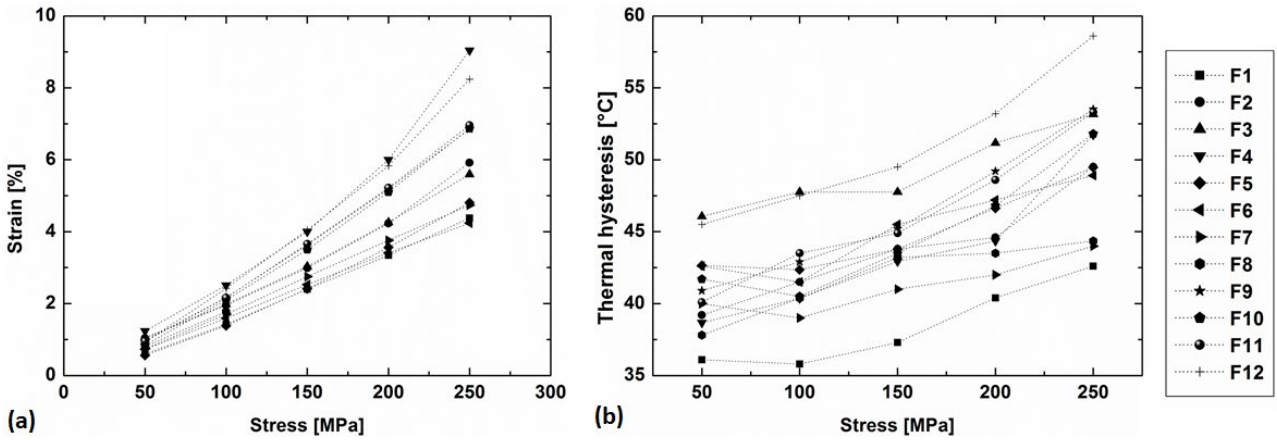 10
8
6
4
2
0
Strain [%]
0 50 100 150 200 250 300
Stress [MPa]
(a)
60
55
50
45
40
35
Thermal hysteresis [°C]
50 100 150 200 250
Stress [MPa]
(b)
F1
F2
F3
F4
F5
F6
F7
F8
F9
F10
F11
F12